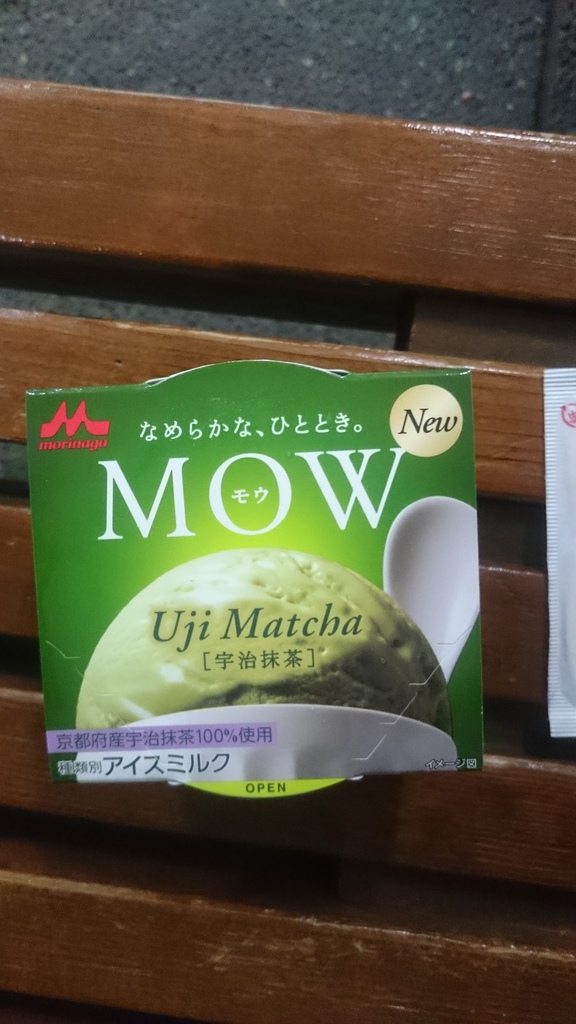 morinaga
なめらかな、ひととき。
New
MOW
モウ
Uji Matcha
[宇治抹茶]
京都府産宇治抹茶100%使用
種類別 アイスミルク
イメージ図
OPEN